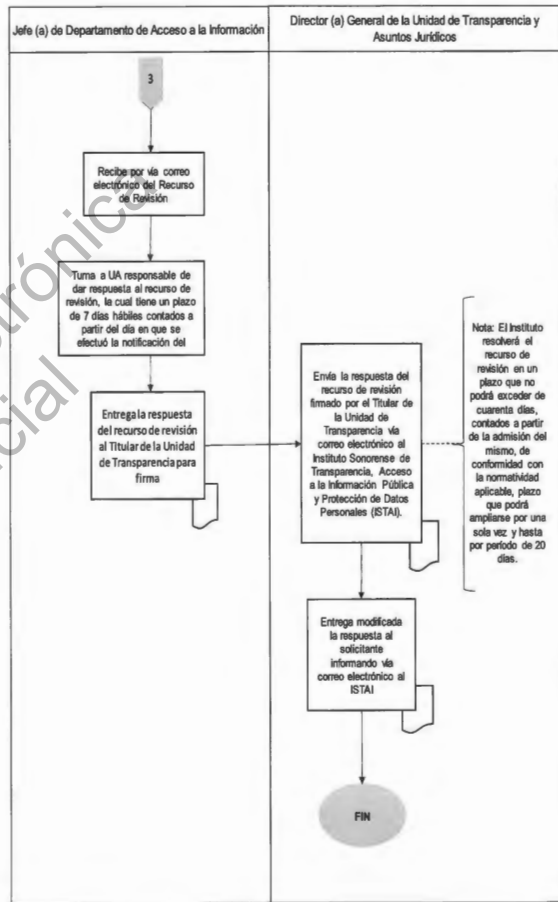 Jefe (a) de Departamento de Acceso a la Información
Director (a) General de la Unidad de Transparencia y
Asuntos Jurídicos
3
Recibe por vía correo
electrónico del Recurso
de Revisión
Turna a UA responsable de
dar respuesta al recurso de
revisión, la cual tiene un plazo
de 7 días hábiles contados a
partir del día en que se
efectuó la notificación del
Entrega la respuesta
del recurso de revisión
al Titular de la Unidad
de Transparencia para
firma
Envía la respuesta del
recurso de revisión
firmado por el Titular de
la Unidad de
Transparencia vía
correo electrónico al
Instituto Sonorense de
Transparencia, Acceso
a la Información Pública
y Protección de Datos
Personales (ISTAI).
Nota: El Instituto
resolverá el
recurso de
revisión en un
plazo que no
podrá exceder de
cuarenta días,
contados a partir
de la admisión del
mismo, de
conformidad con
la normatividad
aplicable, plazo
que podrá
ampliarse por una
sola vez y hasta
por período de 20
días.
Entrega modificada
la respuesta al
solicitante
informando vía
correo electrónico al
ISTAI
FIN